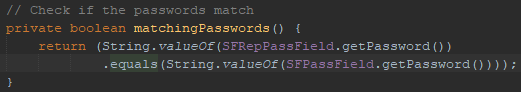 // Check if the passwords match
private boolean matchingPasswords() {
    return (String.valueOf(SFRepPassField.getPassword())
            .equals(String.valueOf(SFPassField.getPassword())));
}